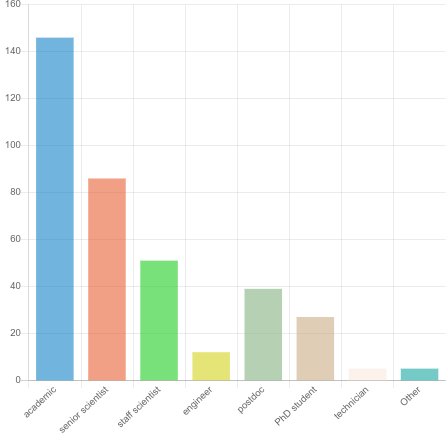 160
140
120
100
80
60
40
20
0
academic
senior scientist
staff scientist
engineer
postdoc
PhD student
technician
Other